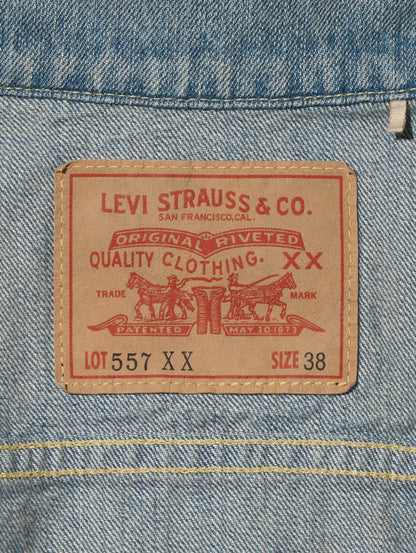 LEVI STRAUSS & CO.
SAN FRANCISCO, CAL.
ORIGINAL RIVETED
QUALITY CLOTHING. XX
TRADE MARK
PATENTED MAY 20 1873
LOT 557 XX SIZE 38